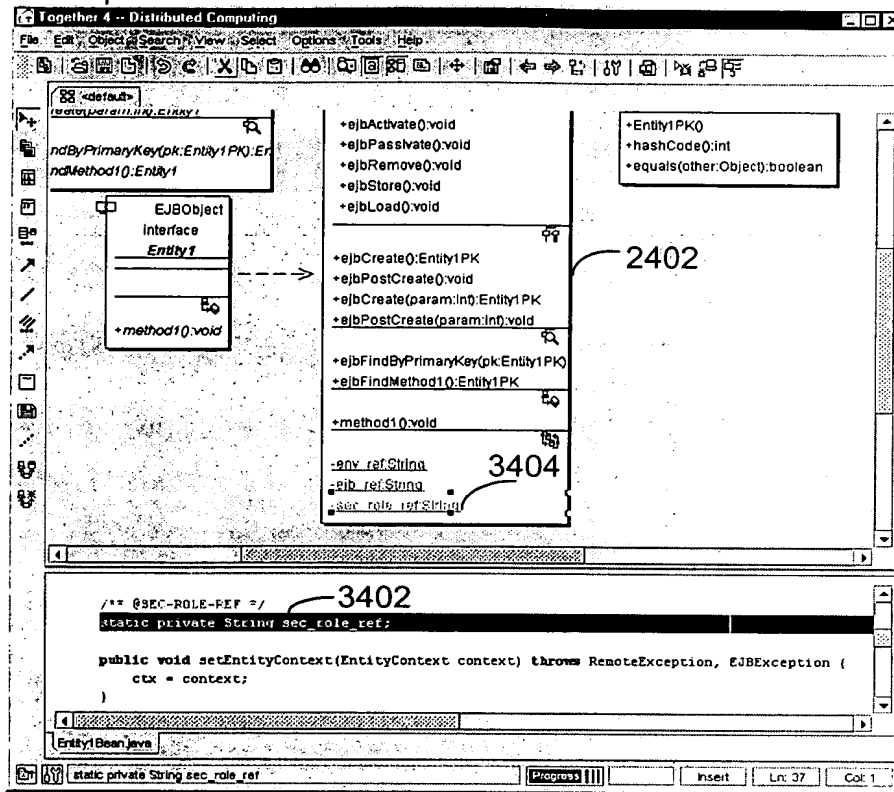 Together 4 -- Distributed Computing
File Edit Object Search View Select Options Tools Help
<default>
+create(param:int):Entity1
ndByPrimaryKey(pk:Entity1PK):En
ndMethod1():Entity1
EJBObject
interface
Entity1
+method1():void
+ejbActivate():void
+ejbPassivate():void
+ejbRemove():void
+ejbStore():void
+ejbLoad():void
+ejbCreate():Entity1PK
+ejbPostCreate():void
+ejbCreate(param:int):Entity1PK
+ejbPostCreate(param:int):void
+ejbFindByPrimaryKey(pk:Entity1PK)
+ejbFindMethod1():Entity1PK
+method1():void
-env_ref:String
-ejb_ref:String
-sec_role_ref:String
+Entity1PK()
+hashCode():int
+equals(other:Object):boolean
2402
3404
/** @SEC-ROLE-REF */
3402
static private String sec_role_ref;
public void setEntityContext(EntityContext context) throws RemoteException, EJBException {
ctx = context;
}
Entity1Bean.java
static private String sec_role_ref
Progress
Insert
Ln: 37
Col: 1